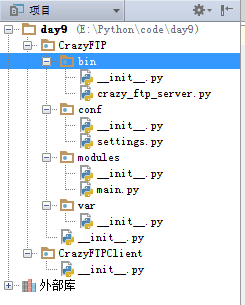 项目
day9 (E:\Python\code\day9)
CrazyFTP
bin
__init__.py
crazy_ftp_server.py
conf
__init__.py
settings.py
modules
__init__.py
main.py
var
__init__.py
__init__.py
CrazyFTPClient
__init__.py
外部库